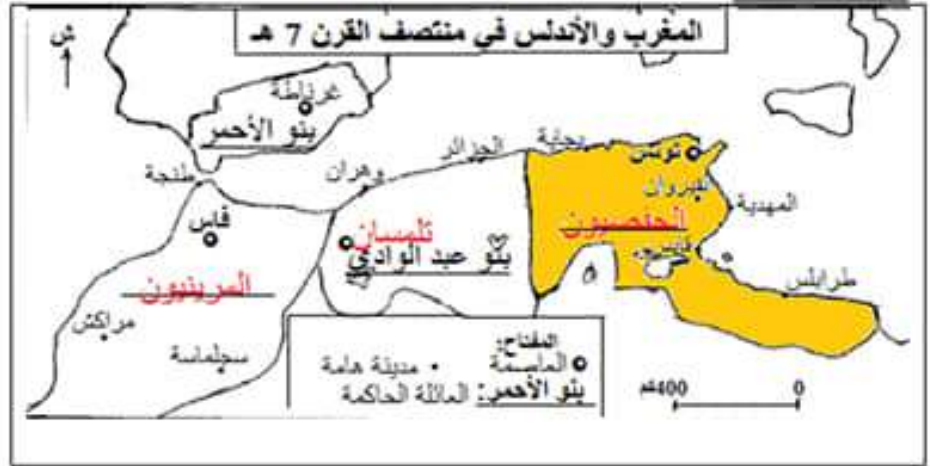 المغرب والأندلس في منتصف القرن 7 هـ
ش
غرناطة
بنو الأحمر
طنجة
وهران
الجزائر
بجاية
تونس
القيروان
المهدية
الحفصيون
قابس
طرابلس
فاس
تلمسان
بنو عبد الوادي
المرينيون
مراكش
سجلماسة
المفتاح:
العاصمة
مدينة هامة
بنو الأحمر: العائلة الحاكمة
400كم
0